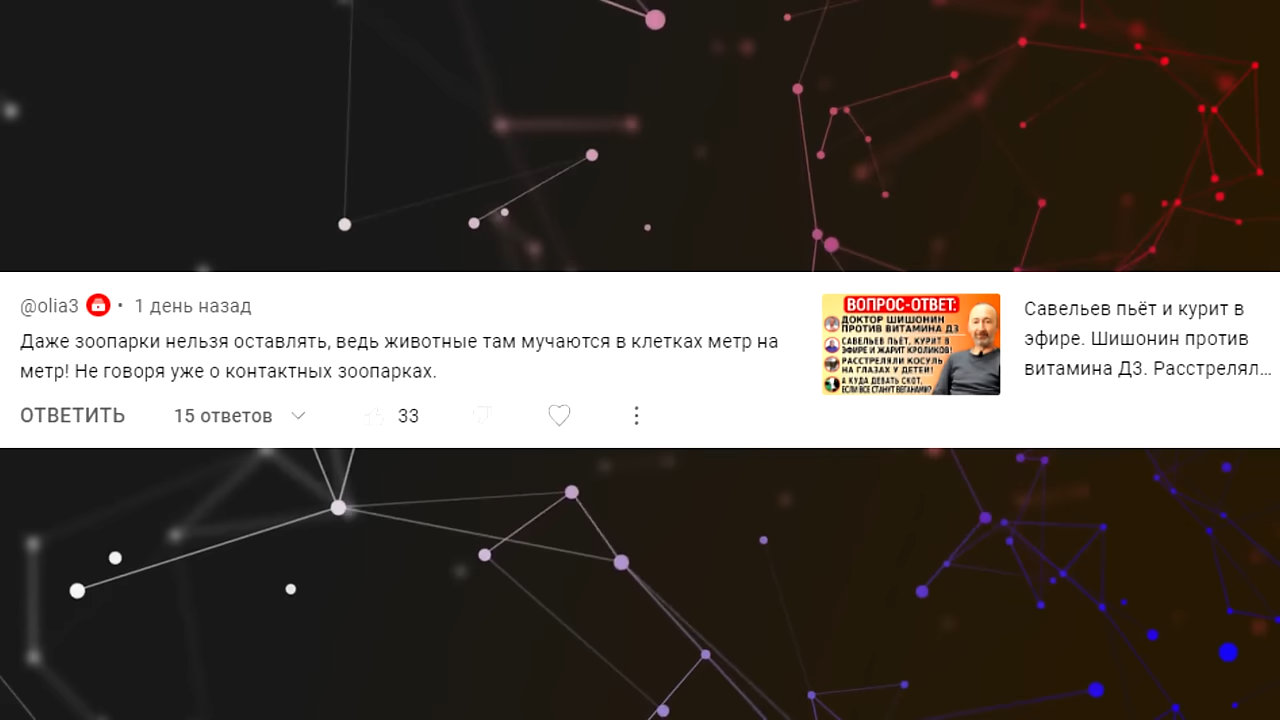 @olia3 • 1 день назад
Даже зоопарки нельзя оставлять, ведь животные там мучаются в клетках метр на
метр! Не говоря уже о контактных зоопарках.
ОТВЕТИТЬ 15 ответов 33
ВОПРОС-ОТВЕТ:
ДОКТОР ШИШОНИН
ПРОТИВ ВИТАМИНА Д3
САВЕЛЬЕВ ПЬЁТ, КУРИТ В
ЭФИРЕ И ЖАРИТ КРОЛИКОВ!
РАССТРЕЛЯЛИ КОСУЛЬ
НА ГЛАЗАХ У ДЕТЕЙ!
А КУДА ДЕВАТЬ СКОТ,
ЕСЛИ ВСЕ СТАНУТ ВЕГАНАМИ?
Савельев пьёт и курит в
эфире. Шишонин против
витамина Д3. Расстрелял...